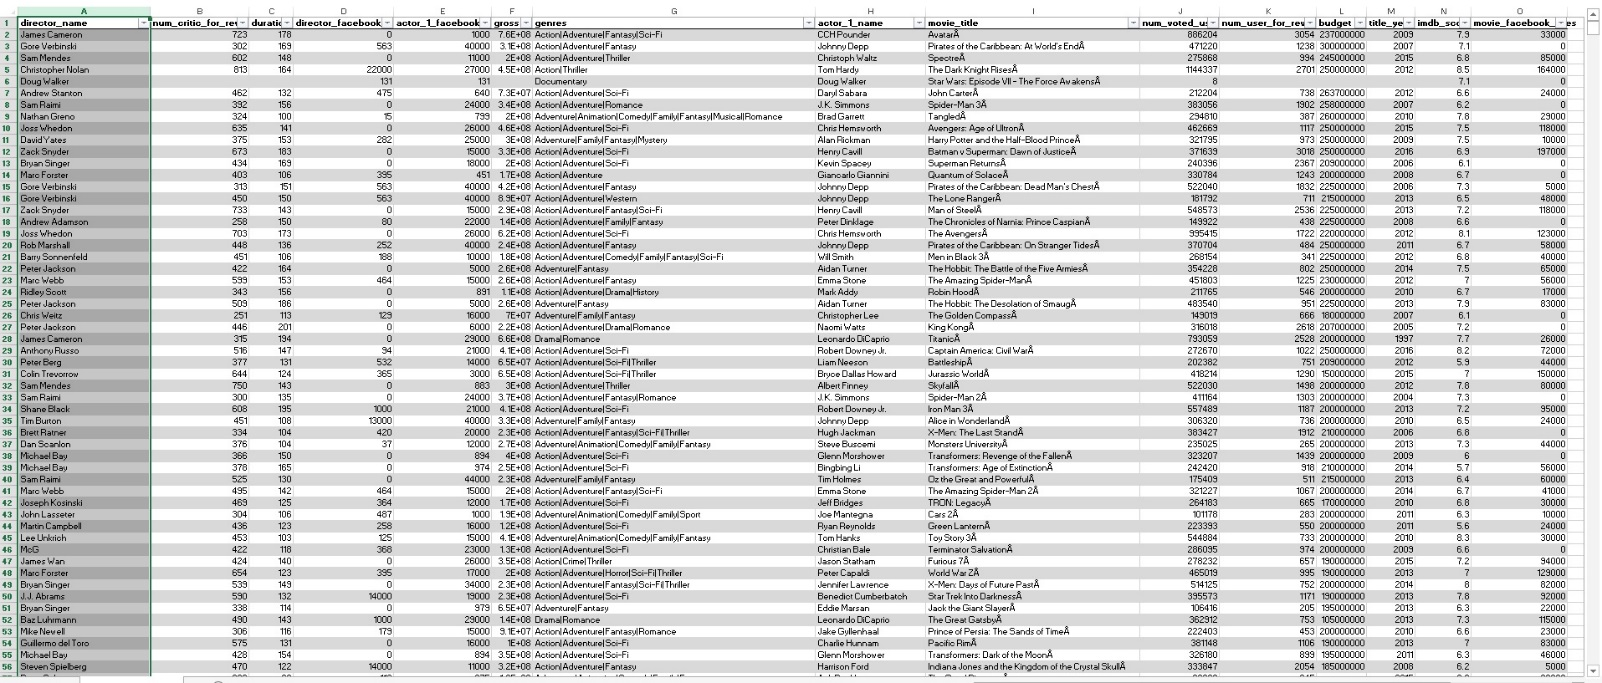 A B C D E F G H I J K L M N O
1 director_name num_critic_for_rev duratic director_facebook actor_1_facebook gross genres actor_1_name movie_title num_voted_us num_user_for_rev budget title_ye imdb_sco movie_facebook_ es
2 James Cameron 723 178 0 1000 7.6E+08 Action|Adventure|Fantasy|Sci-Fi CCH Pounder AvatarÂ 886204 3054 237000000 2009 7.9 33000
3 Gore Verbinski 302 169 563 40000 3.1E+08 Action|Adventure|Fantasy Johnny Depp Pirates of the Caribbean: At World's EndÂ 471220 1238 300000000 2007 7.1 0
4 Sam Mendes 602 148 0 11000 2E+08 Action|Adventure|Thriller Christoph Waltz SpectreÂ 275868 994 245000000 2015 6.8 85000
5 Christopher Nolan 813 164 22000 27000 4.5E+08 Action|Thriller Tom Hardy The Dark Knight RisesÂ 1144337 2701 250000000 2012 8.5 164000
6 Doug Walker 131 131 Documentary Doug Walker Star Wars: Episode VII - The Force AwakensÂ 8 7.1 0
7 Andrew Stanton 462 132 475 640 7.3E+07 Action|Adventure|Sci-Fi Daryl Sabara John CarterÂ 212204 738 263700000 2012 6.6 24000
8 Sam Raimi 392 156 0 24000 3.4E+08 Action|Adventure|Romance J.K. Simmons Spider-Man 3Â 383056 1902 258000000 2007 6.2 0
9 Nathan Greno 324 100 15 799 2E+08 Adventure|Animation|Comedy|Family|Fantasy|Musical|Romance Brad Garrett TangledÂ 294810 387 260000000 2010 7.8 29000
10 Joss Whedon 635 141 0 26000 4.6E+08 Action|Adventure|Sci-Fi Chris Hemsworth Avengers: Age of UltronÂ 462669 1117 250000000 2015 7.5 118000
11 David Yates 375 153 282 25000 3E+08 Adventure|Family|Fantasy|Mystery Alan Rickman Harry Potter and the Half-Blood PrinceÂ 321795 973 250000000 2009 7.5 10000
12 Zack Snyder 673 183 0 15000 3.3E+08 Action|Adventure|Sci-Fi Henry Cavill Batman v Superman: Dawn of JusticeÂ 371639 3018 250000000 2016 6.9 197000
13 Bryan Singer 434 169 0 18000 2E+08 Action|Adventure|Sci-Fi Kevin Spacey Superman ReturnsÂ 240396 2367 209000000 2006 6.1 0
14 Marc Forster 403 106 395 451 1.7E+08 Action|Adventure Giancarlo Giannini Quantum of SolaceÂ 330784 1243 200000000 2008 6.7 0
15 Gore Verbinski 313 151 563 40000 4.2E+08 Action|Adventure|Fantasy Johnny Depp Pirates of the Caribbean: Dead Man's ChestÂ 522040 1832 225000000 2006 7.3 5000
16 Gore Verbinski 450 150 563 40000 8.9E+07 Action|Adventure|Western Johnny Depp The Lone RangerÂ 181792 711 215000000 2013 6.5 48000
17 Zack Snyder 733 143 0 15000 2.9E+08 Action|Adventure|Fantasy|Sci-Fi Henry Cavill Man of SteelÂ 548573 2536 225000000 2013 7.2 118000
18 Andrew Adamson 258 150 80 22000 1.4E+08 Action|Adventure|Family|Fantasy Peter Dinklage The Chronicles of Narnia: Prince CaspianÂ 149922 438 225000000 2008 6.6 0
19 Joss Whedon 703 173 0 26000 6.2E+08 Action|Adventure|Sci-Fi Chris Hemsworth The AvengersÂ 995415 1722 220000000 2012 8.1 123000
20 Rob Marshall 448 136 252 40000 2.4E+08 Action|Adventure|Fantasy Johnny Depp Pirates of the Caribbean: On Stranger TidesÂ 370704 484 250000000 2011 6.7 58000
21 Barry Sonnenfeld 451 106 188 10000 1.8E+08 Action|Adventure|Comedy|Family|Fantasy|Sci-Fi Will Smith Men in Black 3Â 268154 341 225000000 2012 6.8 40000
22 Peter Jackson 422 164 0 5000 2.6E+08 Adventure|Fantasy Aidan Turner The Hobbit: The Battle of the Five ArmiesÂ 354228 802 250000000 2014 7.5 65000
23 Marc Webb 599 153 464 15000 2.6E+08 Action|Adventure|Fantasy Emma Stone The Amazing Spider-ManÂ 451803 1225 230000000 2012 7 56000
24 Ridley Scott 343 156 0 891 1.1E+08 Action|Adventure|Drama|History Mark Addy Robin HoodÂ 211765 546 200000000 2010 6.7 17000
25 Peter Jackson 509 186 0 5000 2.6E+08 Adventure|Fantasy Aidan Turner The Hobbit: The Desolation of SmaugÂ 483540 951 225000000 2013 7.9 83000
26 Chris Weitz 251 113 129 16000 7E+07 Adventure|Family|Fantasy Christopher Lee The Golden CompassÂ 149019 666 180000000 2007 6.1 0
27 Peter Jackson 446 201 0 6000 2.2E+08 Action|Adventure|Drama|Romance Naomi Watts King KongÂ 316018 2618 207000000 2005 7.2 0
28 James Cameron 315 194 0 29000 6.6E+08 Drama|Romance Leonardo DiCaprio TitanicÂ 793059 2528 200000000 1997 7.7 26000
29 Anthony Russo 516 147 94 21000 4.1E+08 Action|Adventure|Sci-Fi Robert Downey Jr. Captain America: Civil WarÂ 272670 1022 250000000 2016 8.2 72000
30 Peter Berg 377 131 532 14000 6.5E+07 Action|Adventure|Sci-Fi|Thriller Liam Neeson BattleshipÂ 202382 751 209000000 2012 5.9 44000
31 Colin Trevorrow 644 124 365 3000 6.5E+08 Action|Adventure|Sci-Fi|Thriller Bryce Dallas Howard Jurassic WorldÂ 418214 1290 150000000 2015 7 150000
32 Sam Mendes 750 143 0 883 3E+08 Action|Adventure|Thriller Albert Finney SkyfallÂ 522030 1498 200000000 2012 7.8 80000
33 Sam Raimi 300 135 0 24000 3.7E+08 Action|Adventure|Fantasy|Romance J.K. Simmons Spider-Man 2Â 411164 1303 200000000 2004 7.3 0
34 Shane Black 608 195 1000 21000 4.1E+08 Action|Adventure|Sci-Fi Robert Downey Jr. Iron Man 3Â 557489 1187 200000000 2013 7.2 95000
35 Tim Burton 451 108 13000 40000 3.3E+08 Adventure|Family|Fantasy Johnny Depp Alice in WonderlandÂ 306320 736 200000000 2010 6.5 24000
36 Brett Ratner 334 104 420 20000 2.3E+08 Action|Adventure|Fantasy|Sci-Fi|Thriller Hugh Jackman X-Men: The Last StandÂ 383427 1912 210000000 2006 6.8 0
37 Dan Scanlon 376 104 37 12000 2.7E+08 Adventure|Animation|Comedy|Family|Fantasy Steve Buscemi Monsters UniversityÂ 235025 265 200000000 2013 7.3 44000
38 Michael Bay 366 150 0 894 4E+08 Action|Adventure|Sci-Fi Glenn Morshower Transformers: Revenge of the FallenÂ 323207 1439 200000000 2009 6 0
39 Michael Bay 378 165 0 974 2.5E+08 Action|Adventure|Sci-Fi Bingbing Li Transformers: Age of ExtinctionÂ 242420 918 210000000 2014 5.7 56000
40 Sam Raimi 525 130 0 44000 2.3E+08 Adventure|Family|Fantasy Tim Holmes Oz the Great and PowerfulÂ 175409 511 215000000 2013 6.4 60000
41 Marc Webb 495 142 464 15000 2E+08 Action|Adventure|Fantasy|Sci-Fi Emma Stone The Amazing Spider-Man 2Â 321227 1067 200000000 2014 6.7 41000
42 Joseph Kosinski 469 125 364 12000 1.7E+08 Action|Adventure|Sci-Fi Jeff Bridges TRON: LegacyÂ 264183 665 170000000 2010 6.8 30000
43 John Lasseter 304 106 487 1000 1.9E+08 Adventure|Animation|Comedy|Family|Sport Joe Mantegna Cars 2Â 101178 283 200000000 2011 6.3 10000
44 Martin Campbell 436 123 258 16000 1.2E+08 Action|Adventure|Sci-Fi Ryan Reynolds Green LanternÂ 223393 550 200000000 2011 5.6 24000
45 Lee Unkrich 453 103 125 15000 4.1E+08 Adventure|Animation|Comedy|Family|Fantasy Tom Hanks Toy Story 3Â 544884 733 200000000 2010 8.3 30000
46 McG 422 118 368 23000 1.3E+08 Action|Adventure|Sci-Fi Christian Bale Terminator SalvationÂ 286095 974 200000000 2009 6.6 0
47 James Wan 424 140 0 26000 3.5E+08 Action|Crime|Thriller Jason Statham Furious 7Â 278232 657 190000000 2015 7.2 94000
48 Marc Forster 654 123 395 17000 2E+08 Action|Adventure|Horror|Sci-Fi|Thriller Peter Capaldi World War ZÂ 465019 995 190000000 2013 7 129000
49 Bryan Singer 539 149 0 34000 2.3E+08 Action|Adventure|Fantasy|Sci-Fi|Thriller Jennifer Lawrence X-Men: Days of Future PastÂ 514125 752 200000000 2014 8 82000
50 J.J. Abrams 590 132 14000 19000 2.3E+08 Action|Adventure|Sci-Fi Benedict Cumberbatch Star Trek Into DarknessÂ 395573 1171 190000000 2013 7.8 92000
51 Bryan Singer 338 114 0 979 6.5E+07 Adventure|Fantasy Eddie Marsan Jack the Giant SlayerÂ 106416 205 195000000 2013 6.3 22000
52 Baz Luhrmann 490 143 1000 29000 1.4E+08 Drama|Romance Leonardo DiCaprio The Great GatsbyÂ 362912 753 105000000 2013 7.3 115000
53 Mike Newell 306 116 179 15000 9.1E+07 Action|Adventure|Fantasy|Romance Jake Gyllenhaal Prince of Persia: The Sands of TimeÂ 222403 453 200000000 2010 6.6 23000
54 Guillermo del Toro 575 131 0 16000 1E+08 Action|Adventure|Sci-Fi Charlie Hunnam Pacific RimÂ 381148 1106 190000000 2013 7 83000
55 Michael Bay 428 154 0 894 3.5E+08 Action|Adventure|Sci-Fi Glenn Morshower Transformers: Dark of the MoonÂ 326180 899 195000000 2011 6.3 46000
56 Steven Spielberg 470 122 14000 11000 3.2E+08 Action|Adventure|Fantasy Harrison Ford Indiana Jones and the Kingdom of the Crystal SkullÂ 333847 2054 185000000 2008 6.2 5000